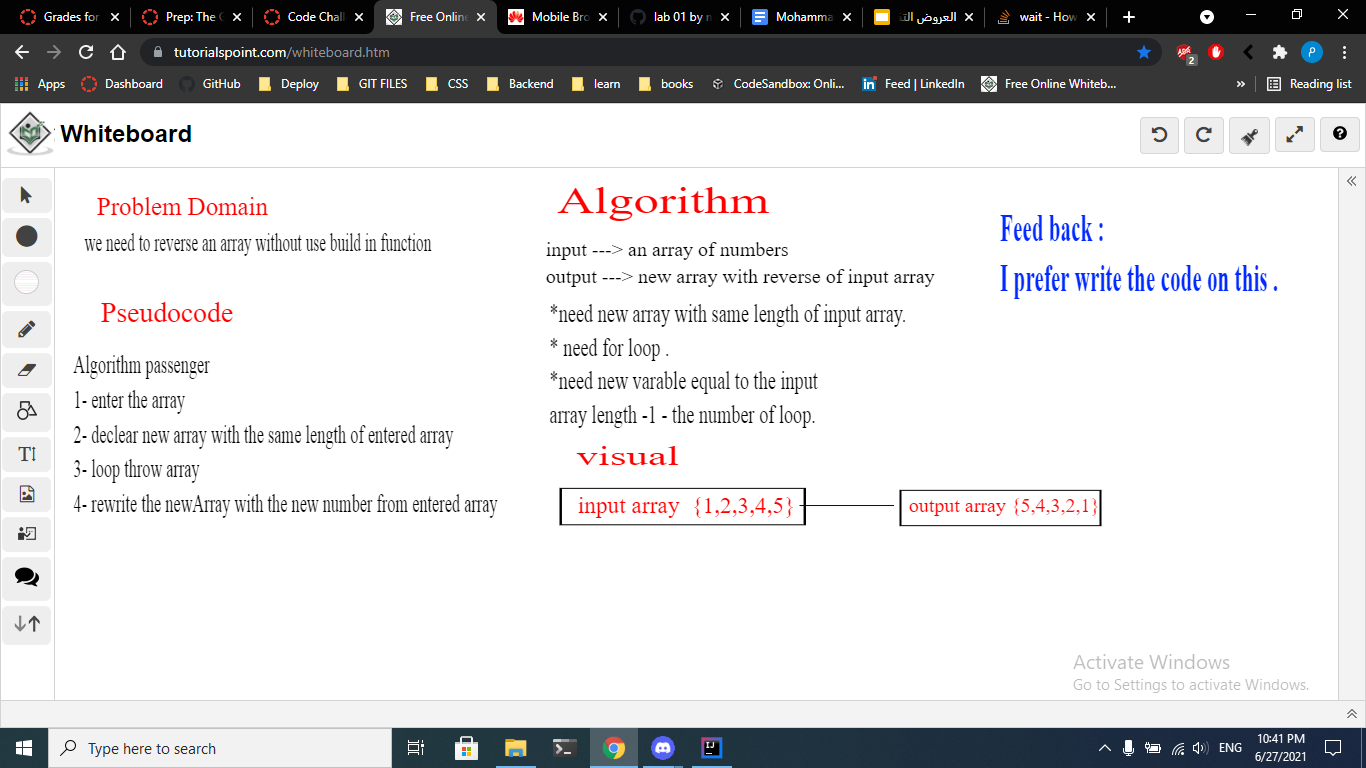 Grades for
Prep: The
Code Chall
Free Online
Mobile Bro
lab 01 by
Mohamma
العروض
wait - How
tutorialspoint.com/whiteboard.htm
2
P
Apps
Dashboard
GitHub
Deploy
GIT FILES
CSS
Backend
learn
books
CodeSandbox: Onli...
in
Feed | LinkedIn
Free Online Whiteb...
»
Reading list
Whiteboard
Problem Domain
we need to reverse an array without use build in function
Pseudocode
Algorithm passenger
1- enter the array
2- declear new array with the same length of entered array
3- loop throw array
4- rewrite the newArray with the new number from entered array
Algorithm
input ---> an array of numbers
output ---> new array with reverse of input array
*need new array with same length of input array.
* need for loop .
*need new varable equal to the input
array length -1 - the number of loop.
visual
input array {1,2,3,4,5}
output array {5,4,3,2,1}
Feed back :
I prefer write the code on this .
Activate Windows
Go to Settings to activate Windows.
Type here to search
ENG
10:41 PM
6/27/2021